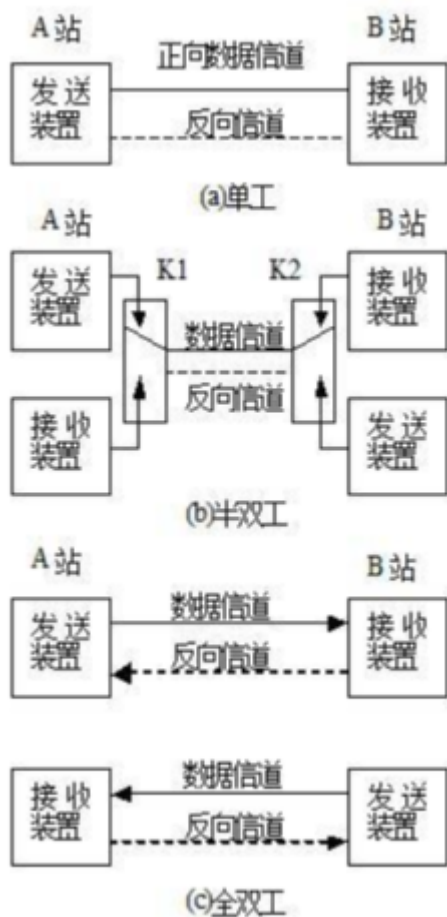 A站 B站
发送装置 正向数据信道 接收装置
反向信道
(a)单工
A站 B站
发送装置 K1 K2 接收装置
数据信道
反向信道
接收装置 发送装置
(b)半双工
A站 B站
发送装置 数据信道 接收装置
反向信道
接收装置 数据信道 发送装置
反向信道
(c)全双工